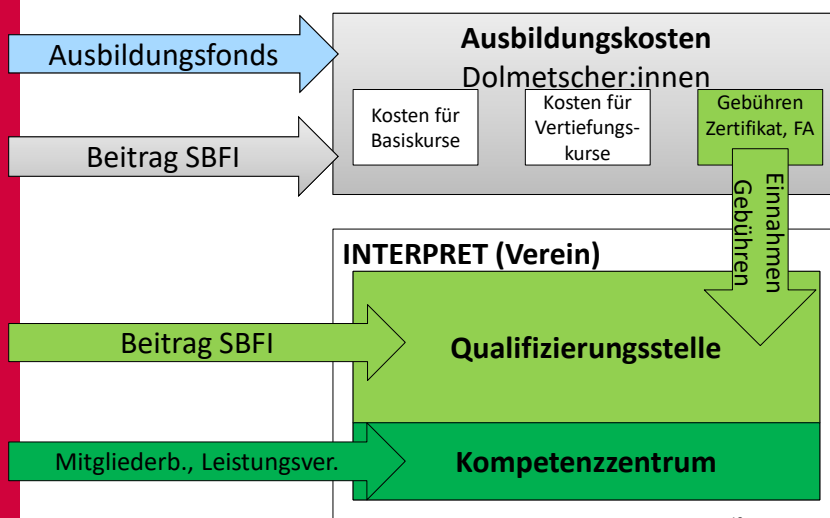 Ausbildungsfonds
Ausbildungskosten
Dolmetscher:innen
Kosten für
Basiskurse
Kosten für
Vertiefungs-
kurse
Gebühren
Zertifikat, FA
Beitrag SBFI
Einnahmen
Gebühren
INTERPRET (Verein)
Beitrag SBFI
Qualifizierungsstelle
Mitgliederb., Leistungsver.
Kompetenzzentrum